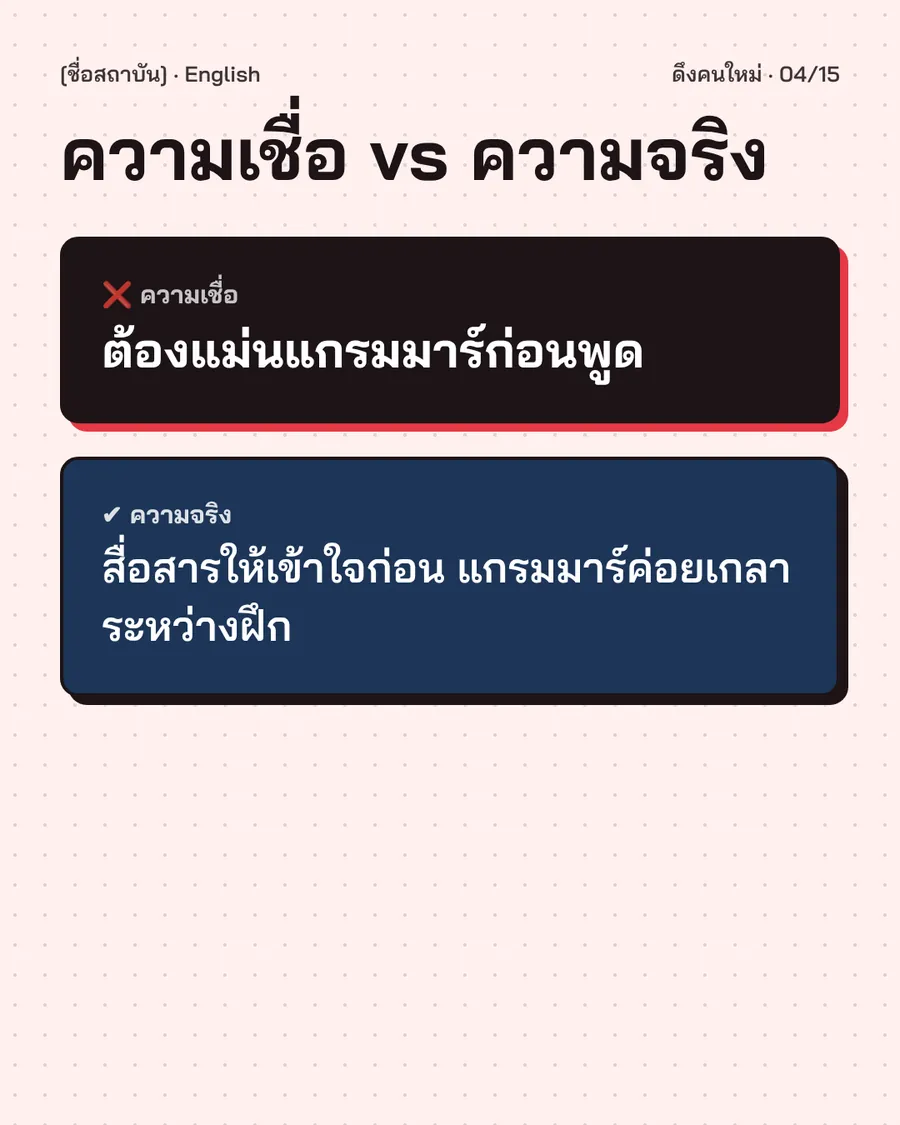 (ชื่อสถาบัน) · English
ดึงคนใหม่ · 04/15
ความเชื่อ vs ความจริง
❌ ความเชื่อ
ต้องแม่นแกรมมาร์ก่อนพูด
✔ ความจริง
สื่อสารให้เข้าใจก่อน แกรมมาร์ค่อยเกลา
ระหว่างฝึก